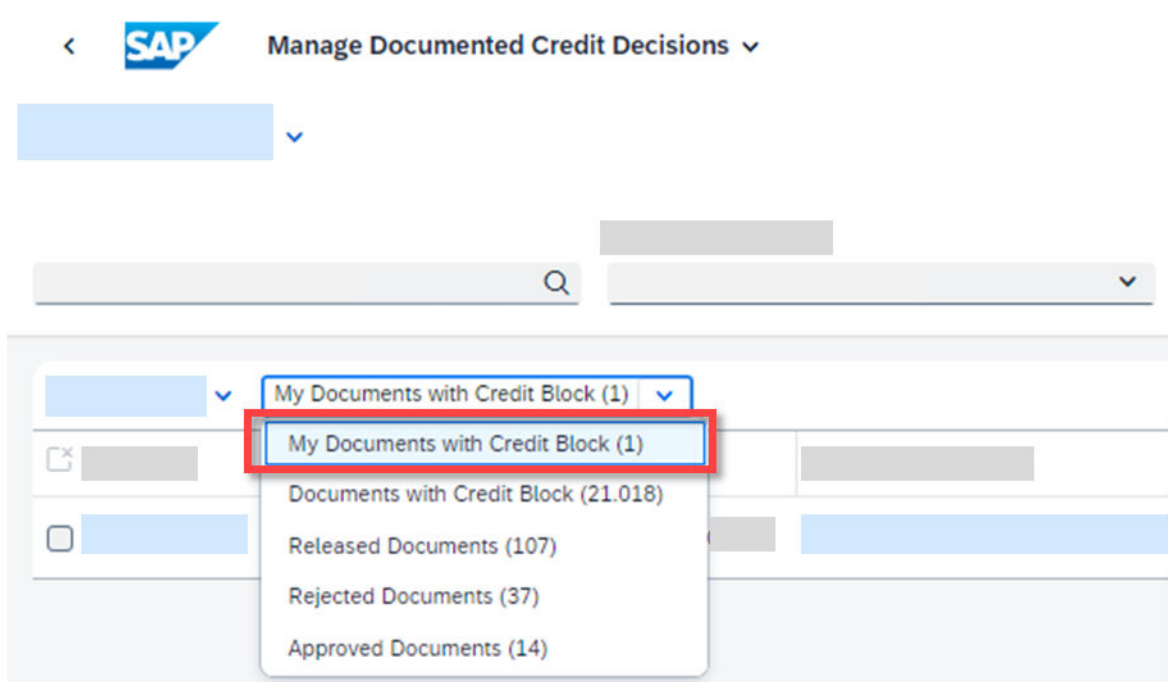 SAP Manage Documented Credit Decisions
My Documents with Credit Block (1)
My Documents with Credit Block (1)
Documents with Credit Block (21.018)
Released Documents (107)
Rejected Documents (37)
Approved Documents (14)